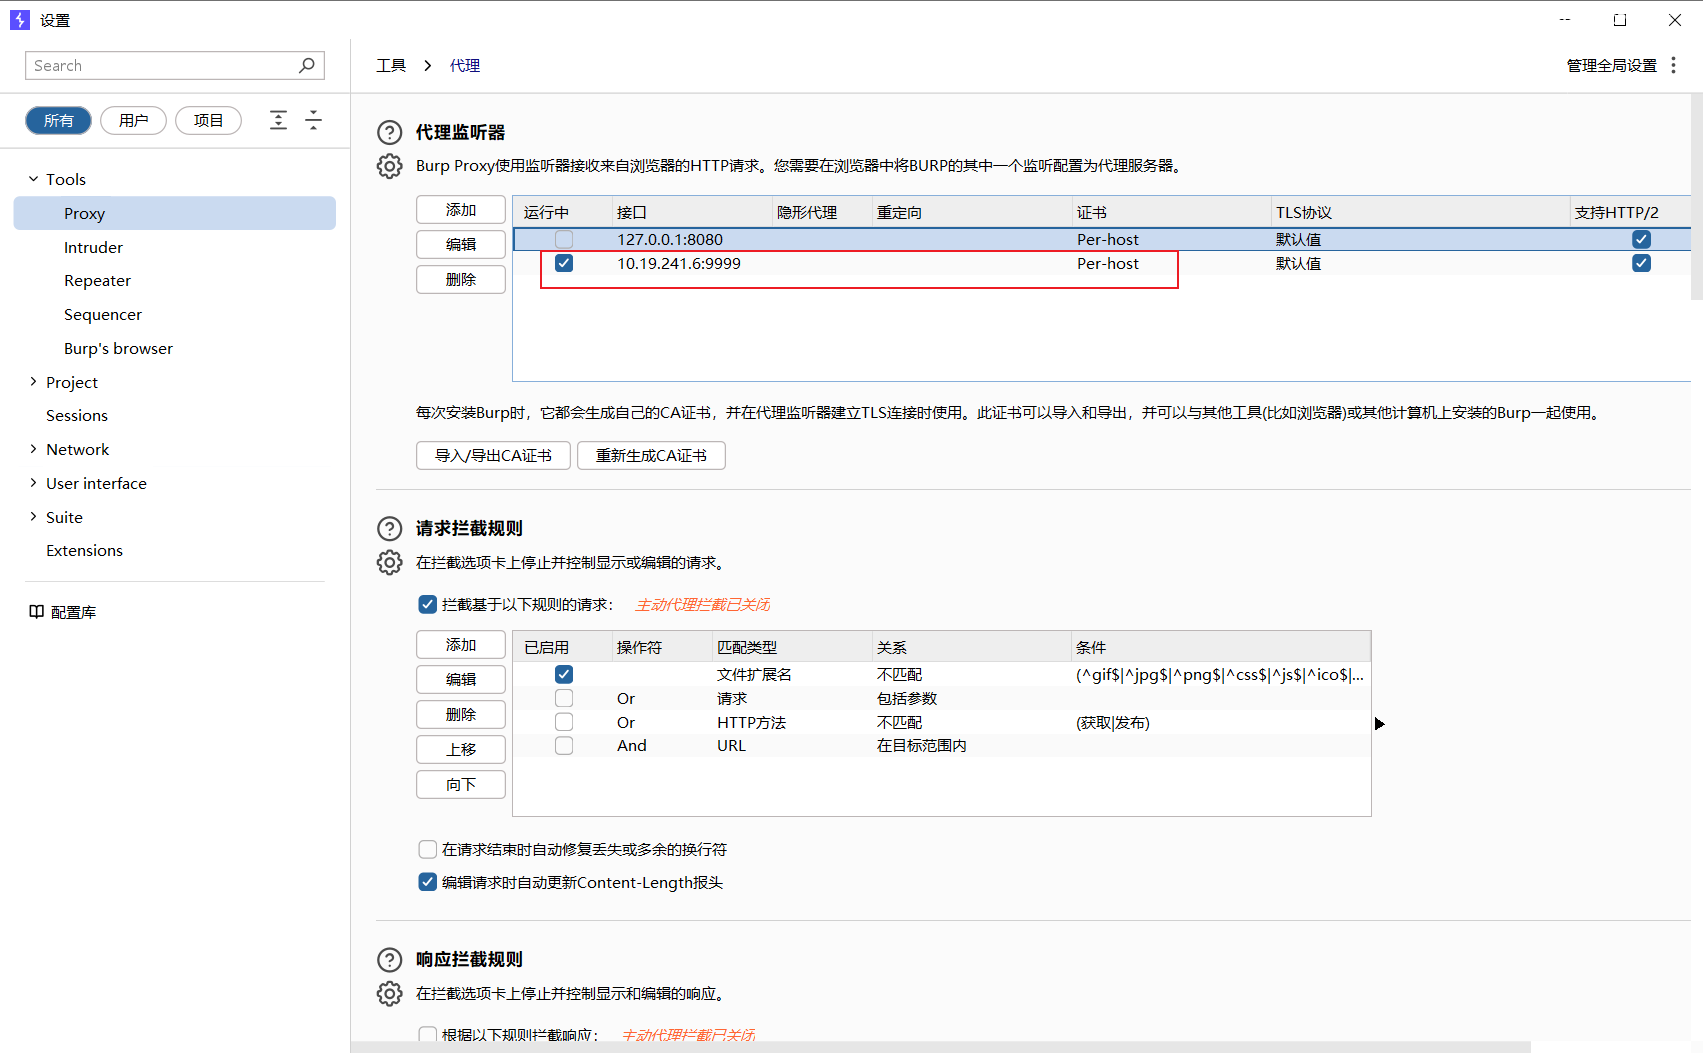 设置
Search
工具 > 代理
管理全局设置
所有 用户 项目
Tools
Proxy
Intruder
Repeater
Sequencer
Burp's browser
Project
Sessions
Network
User interface
Suite
Extensions
配置库
代理监听器
Burp Proxy使用监听器接收来自浏览器的HTTP请求。您需要在浏览器中将BURP的其中一个监听配置为代理服务器。
添加
编辑
删除
运行中 接口 隐形代理 重定向 证书 TLS协议 支持HTTP/2
127.0.0.1:8080 Per-host 默认值
10.19.241.6:9999 Per-host 默认值
每次安装Burp时，它都会生成自己的CA证书，并在代理监听器建立TLS连接时使用。此证书可以导入和导出，并可以与其他工具(比如浏览器)或其他计算机上安装的Burp一起使用。
导入/导出CA证书 重新生成CA证书
请求拦截规则
在拦截选项卡上停止并控制显示或编辑的请求。
拦截基于以下规则的请求： 主动代理拦截已关闭
添加
编辑
删除
上移
向下
已启用 操作符 匹配类型 关系 条件
文件扩展名 不匹配 (^gif$|^jpg$|^png$|^css$|^js$|^ico$|...
Or 请求 包括参数
Or HTTP方法 不匹配 (获取|发布)
And URL 在目标范围内
在请求结束时自动修复丢失或多余的换行符
编辑请求时自动更新Content-Length报头
响应拦截规则
在拦截选项卡上停止并控制显示和编辑的响应。
根据以下规则拦截响应： 主动代理拦截已关闭